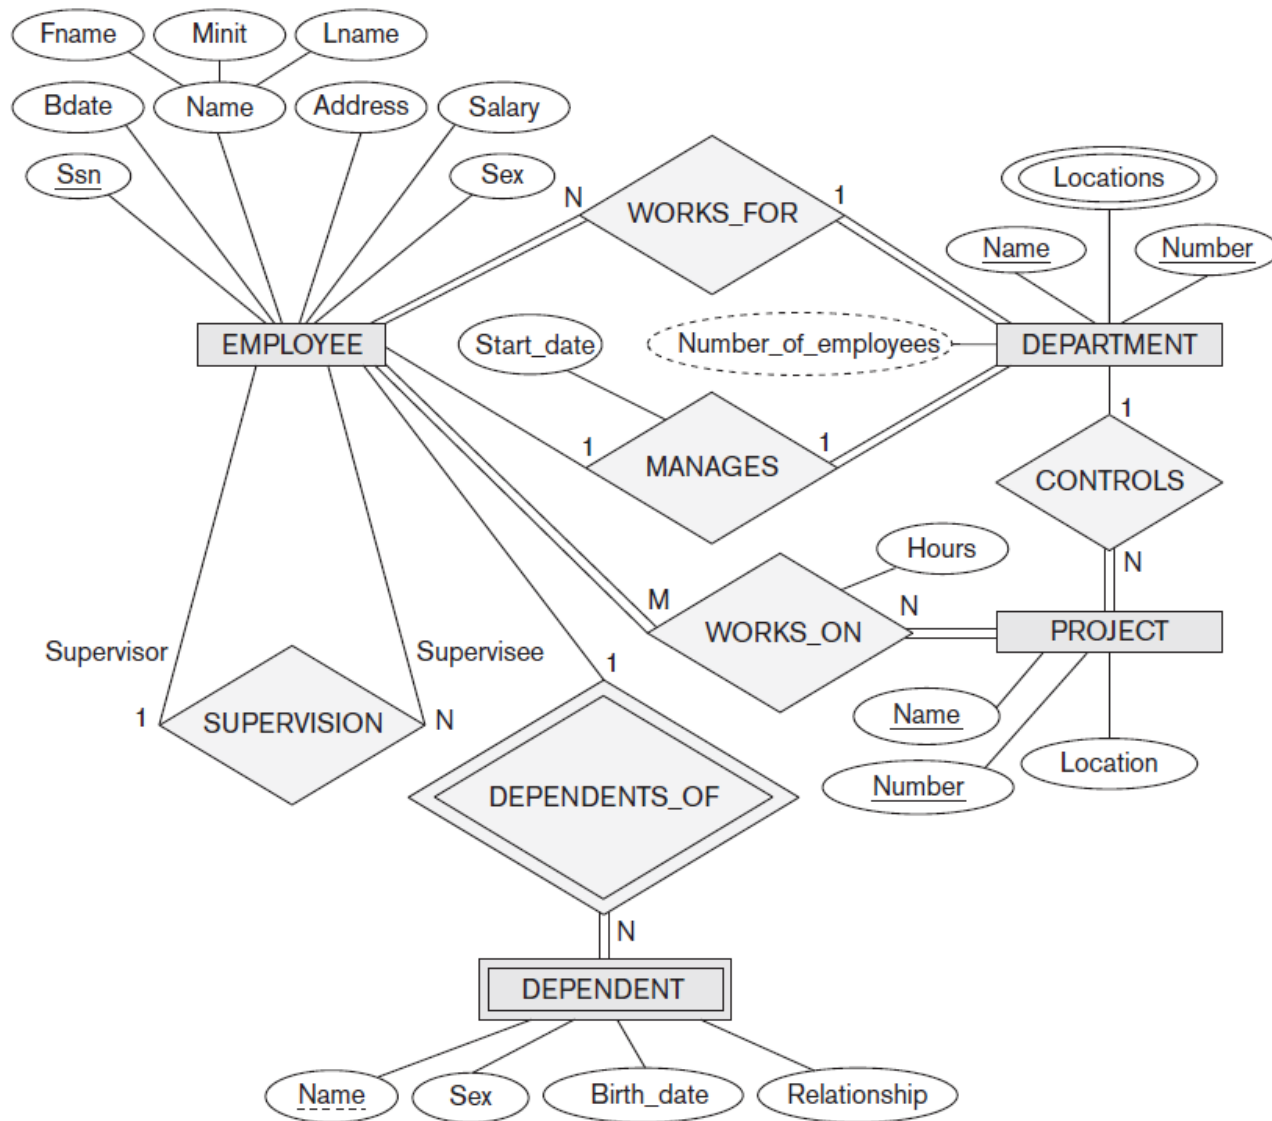 Fname
Minit
Lname
Bdate
Name
Address
Salary
Ssn
Sex
N
WORKS_FOR
1
Locations
Name
Number
EMPLOYEE
Start_date
Number_of_employees
DEPARTMENT
1
MANAGES
1
1
CONTROLS
N
Hours
M
WORKS_ON
N
PROJECT
Supervisor
Supervisee
1
SUPERVISION
N
1
Name
Number
Location
DEPENDENTS_OF
N
DEPENDENT
Name
Sex
Birth_date
Relationship